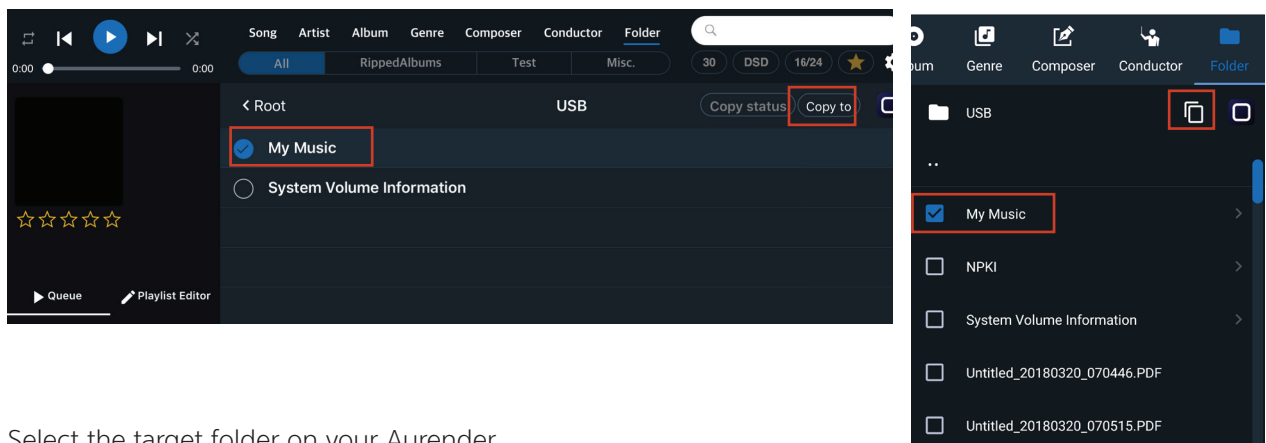 Song Artist Album Genre Composer Conductor Folder
0:00 0:00
All RippedAlbums Test Misc. 30 DSD 16/24
< Root USB Copy status Copy to
My Music
System Volume Information
Queue Playlist Editor
Select the target folder on your Aurender
bum Genre Composer Conductor Folder
USB
..
My Music
NPKI
System Volume Information
Untitled_20180320_070446.PDF
Untitled_20180320_070515.PDF